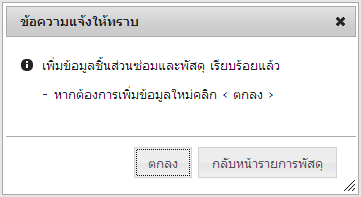 ข้อความแจ้งให้ทราบ
เพิ่มข้อมูลชิ้นส่วนซ่อมและพัสดุ เรียบร้อยแล้ว
- หากต้องการเพิ่มข้อมูลใหม่คลิก < ตกลง >
ตกลง
กลับหน้ารายการพัสดุ